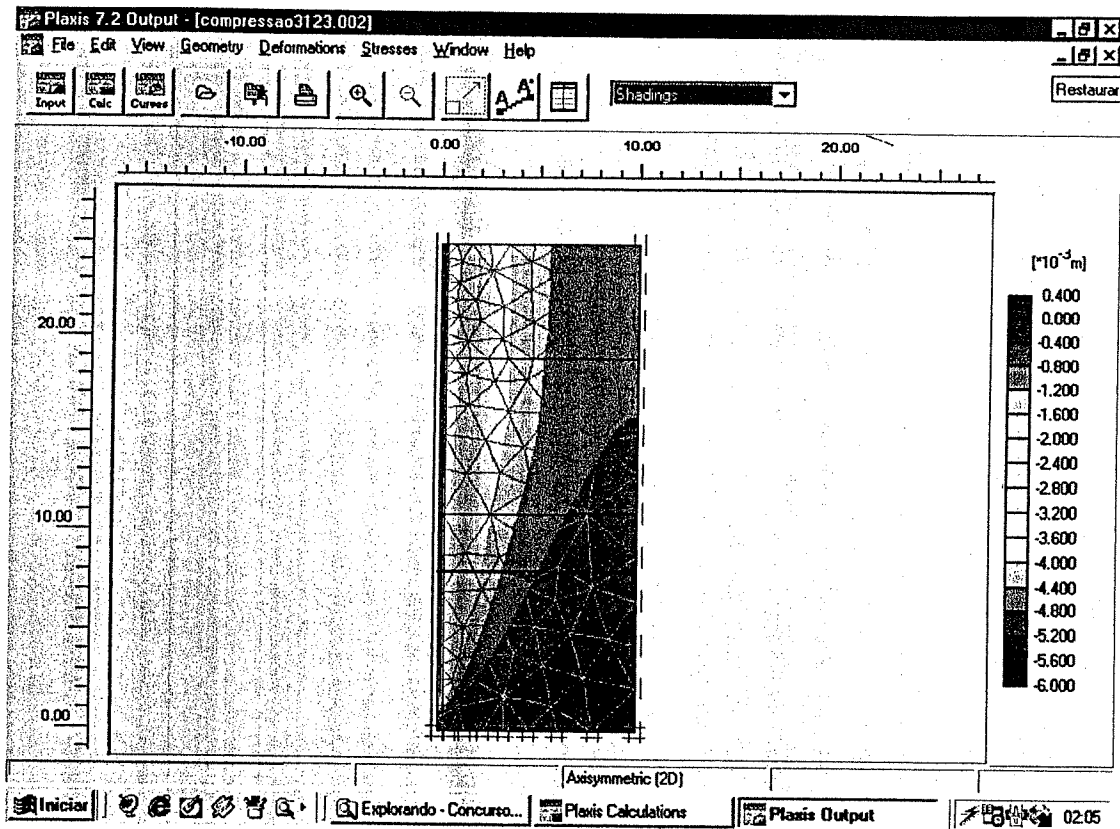 Plaxis 7.2 Output - [compressao3123.002]
File Edit View Geometry Deformations Stresses Window Help
Input Calc Curves Shadings Restaurar
-10.00 0.00 10.00 20.00
[*10^-3 m]
0.400
0.000
-0.400
-0.800
-1.200
-1.600
-2.000
-2.400
-2.800
-3.200
-3.600
-4.000
-4.400
-4.800
-5.200
-5.600
-6.000
20.00
10.00
0.00
Axisymmetric (2D)
Iniciar Explorando - Concurso... Plaxis Calculations Plaxis Output 02:05